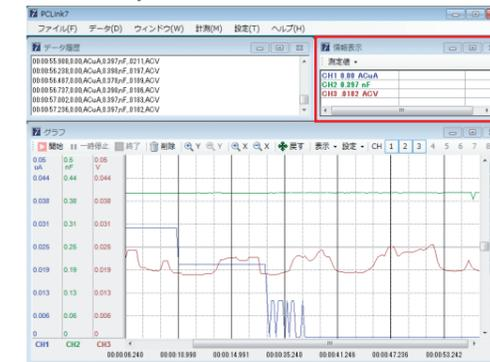 PCLink7
ファイル(F) データ(D) ウィンドウ(W) 計測(M) 設定(T) ヘルプ(H)
データ履歴
00:00:55.988,0.00,ACuA,0.397,nF,.0211,ACV
00:00:56.238,0.00,ACuA,0.397,nF,.0198,ACV
00:00:56.487,0.00,ACuA,0.397,nF,.0189,ACV
00:00:56.737,0.00,ACuA,0.398,nF,.0186,ACV
00:00:57.002,0.00,ACuA,0.397,nF,.0183,ACV
00:00:57.236,0.00,ACuA,0.397,nF,.0182,ACV
情報表示
測定値
CH1 0.00 ACuA
CH2 0.397 nF
CH3 .0182 ACV
グラフ
開始 一時停止 終了 削除 Y Y X X 戻す 表示 設定 CH 1 2 3 4 5 6 7 8
0.05 0.5 0.05
uA nF V
0.044 0.44 0.044
0.038 0.38 0.038
0.031 0.31 0.031
0.025 0.25 0.025
0.019 0.19 0.019
0.013 0.13 0.013
0.006 0.06 0.006
0 0 0
CH1 CH2 CH3
00:00:06.240 00:00:10.998 00:00:14.991 00:00:35.240 00:00:41.246 00:00:47.236 00:00:53.242